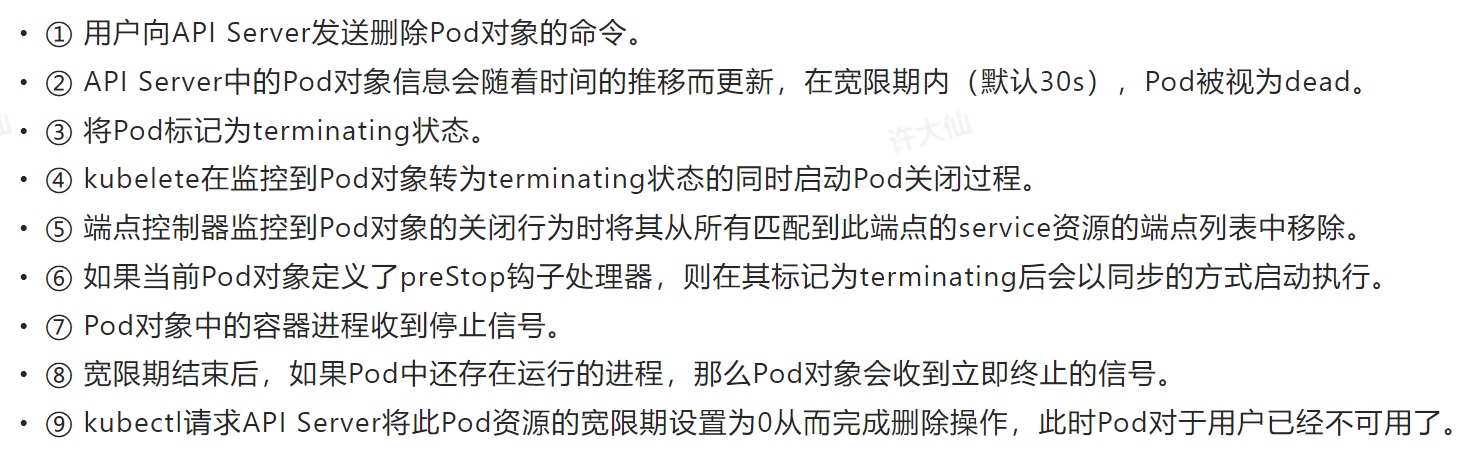 • ① 用户向API Server发送删除Pod对象的命令。
• ② API Server中的Pod对象信息会随着时间的推移而更新，在宽限期内（默认30s），Pod被视为dead。
• ③ 将Pod标记为terminating状态。
许大仙
• ④ kubelete在监控到Pod对象转为terminating状态的同时启动Pod关闭过程。
• ⑤ 端点控制器监控到Pod对象的关闭行为时将其从所有匹配到此端点的service资源的端点列表中移除。
• ⑥ 如果当前Pod对象定义了preStop钩子处理器，则在其标记为terminating后会以同步的方式启动执行。
• ⑦ Pod对象中的容器进程收到停止信号。
• ⑧ 宽限期结束后，如果Pod中还存在运行的进程，那么Pod对象会收到立即终止的信号。
• ⑨ kubectl请求API Server将此Pod资源的宽限期设置为0从而完成删除操作，此时Pod对于用户已经不可用了。